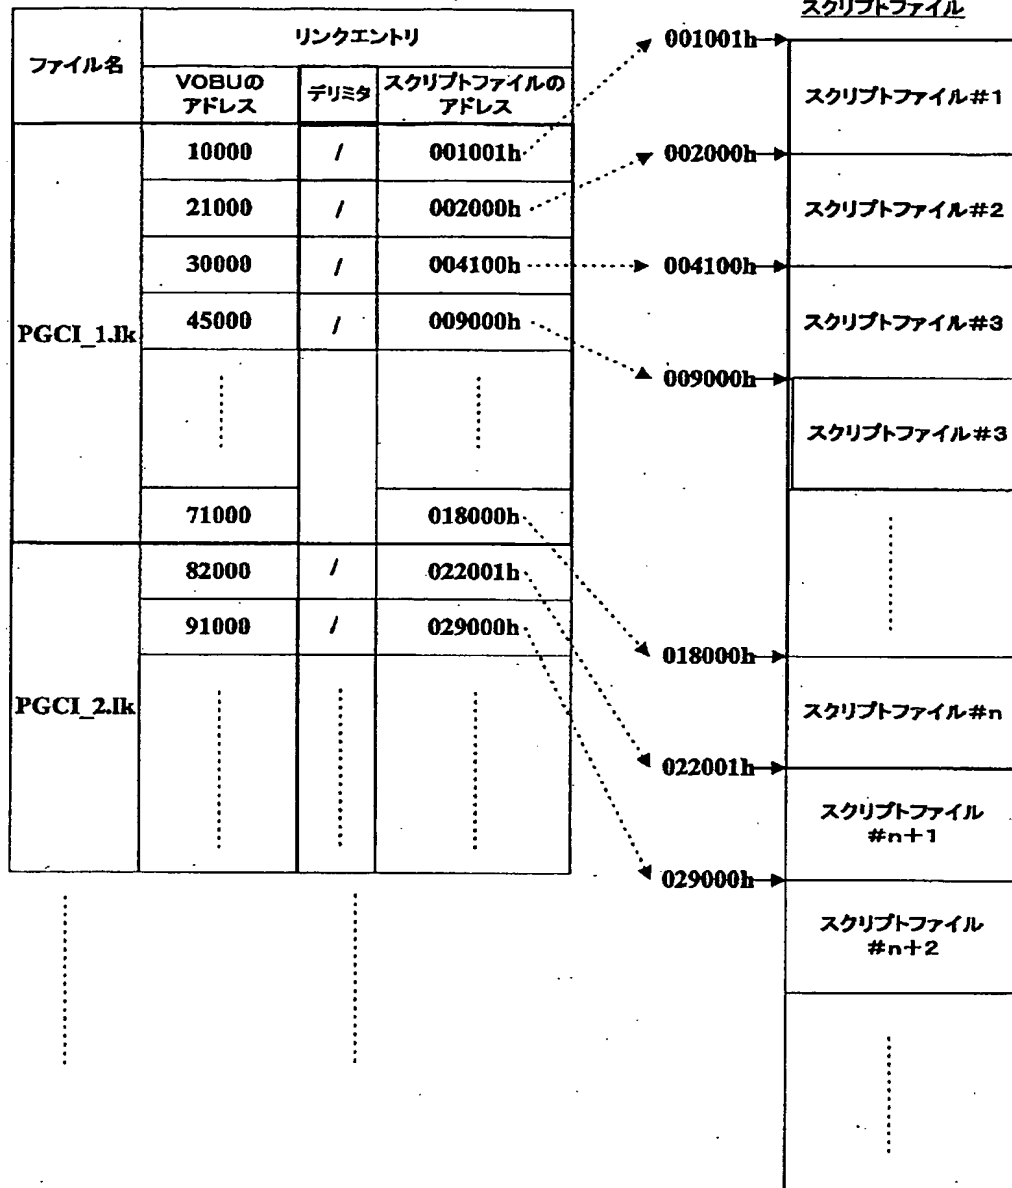 ファイル名
リンクエントリ
VOBUの
アドレス
デリミタ
スクリプトファイルの
アドレス
PGCI_1.lk
10000 / 001001h
21000 / 002000h
30000 / 004100h
45000 / 009000h
71000 018000h
PGCI_2.lk
82000 / 022001h
91000 / 029000h
スクリプトファイル
001001h
スクリプトファイル#1
002000h
スクリプトファイル#2
004100h
スクリプトファイル#3
009000h
スクリプトファイル#3
018000h
スクリプトファイル#n
022001h
スクリプトファイル
#n+1
029000h
スクリプトファイル
#n+2